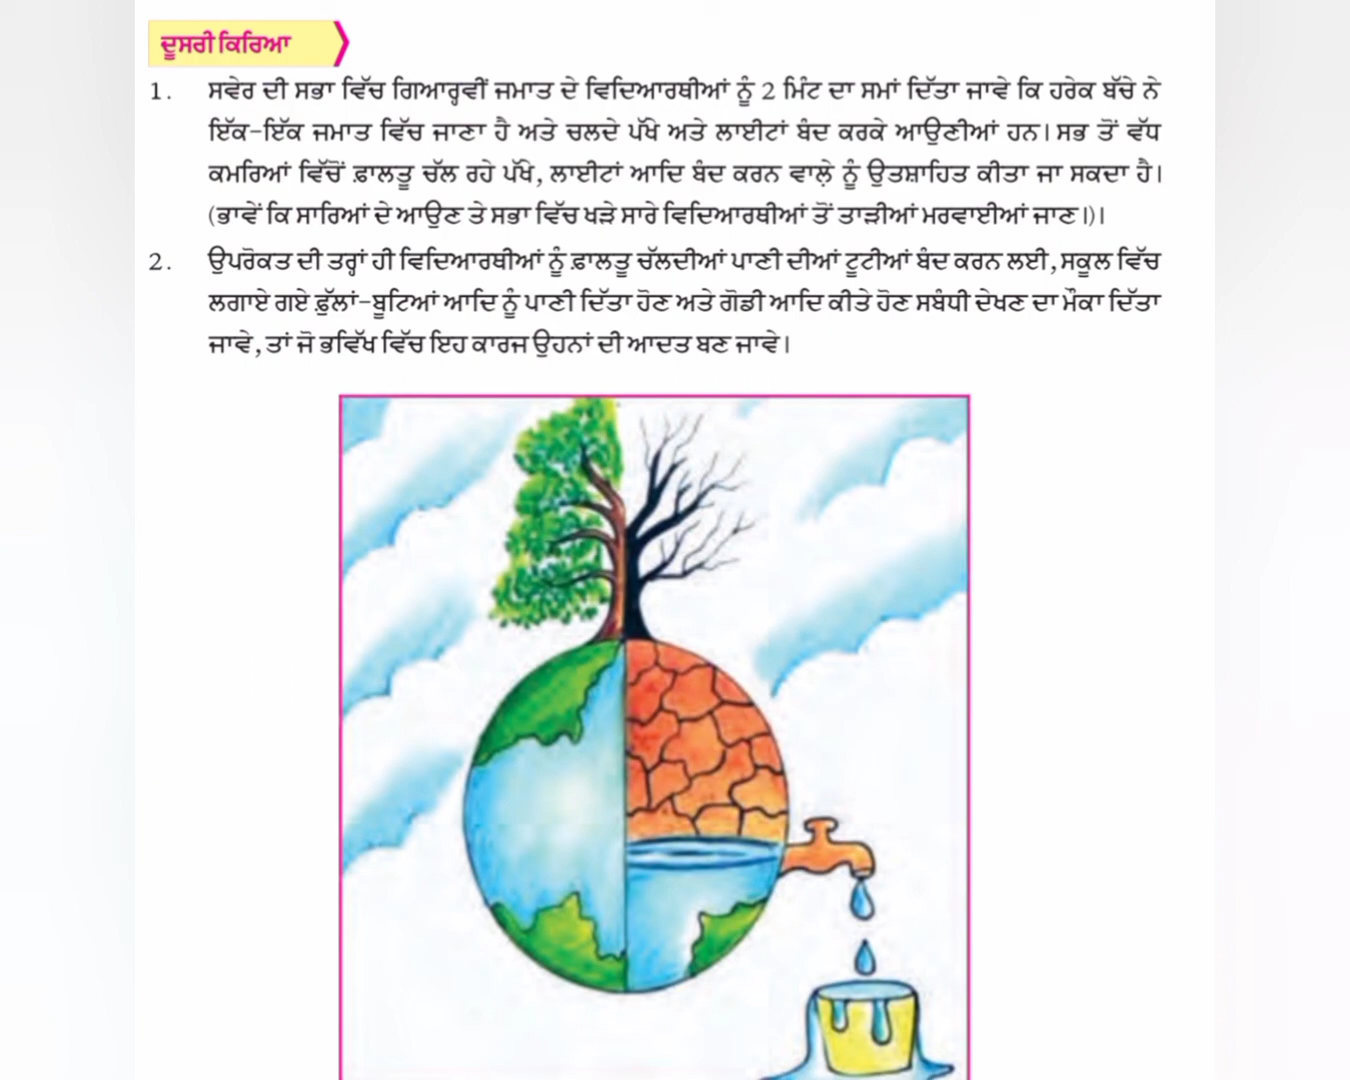 ਦੂਸਰੀ ਕਿਰਿਆ
1. ਸਵੇਰ ਦੀ ਸਭਾ ਵਿੱਚ ਗਿਆਰ੍ਹਵੀਂ ਜਮਾਤ ਦੇ ਵਿਦਿਆਰਥੀਆਂ ਨੂੰ 2 ਮਿੰਟ ਦਾ ਸਮਾਂ ਦਿੱਤਾ ਜਾਵੇ ਕਿ ਹਰੇਕ ਬੱਚੇ ਨੇ
ਇੱਕ-ਇੱਕ ਜਮਾਤ ਵਿੱਚ ਜਾਣਾ ਹੈ ਅਤੇ ਚਲਦੇ ਪੱਖੇ ਅਤੇ ਲਾਈਟਾਂ ਬੰਦ ਕਰਕੇ ਆਉਣੀਆਂ ਹਨ। ਸਭ ਤੋਂ ਵੱਧ
ਕਮਰਿਆਂ ਵਿੱਚੋਂ ਫ਼ਾਲਤੂ ਚੱਲ ਰਹੇ ਪੱਖੇ, ਲਾਈਟਾਂ ਆਦਿ ਬੰਦ ਕਰਨ ਵਾਲ਼ੇ ਨੂੰ ਉਤਸ਼ਾਹਿਤ ਕੀਤਾ ਜਾ ਸਕਦਾ ਹੈ।
(ਭਾਵੇਂ ਕਿ ਸਾਰਿਆਂ ਦੇ ਆਉਣ ਤੇ ਸਭਾ ਵਿੱਚ ਖੜੇ ਸਾਰੇ ਵਿਦਿਆਰਥੀਆਂ ਤੋਂ ਤਾੜੀਆਂ ਮਰਵਾਈਆਂ ਜਾਣ।)।
2. ਉਪਰੋਕਤ ਦੀ ਤਰ੍ਹਾਂ ਹੀ ਵਿਦਿਆਰਥੀਆਂ ਨੂੰ ਫ਼ਾਲਤੂ ਚੱਲਦੀਆਂ ਪਾਣੀ ਦੀਆਂ ਟੂਟੀਆਂ ਬੰਦ ਕਰਨ ਲਈ, ਸਕੂਲ ਵਿੱਚ
ਲਗਾਏ ਗਏ ਫ਼ੁੱਲਾਂ-ਬੂਟਿਆਂ ਆਦਿ ਨੂੰ ਪਾਣੀ ਦਿੱਤਾ ਹੋਣ ਅਤੇ ਗੋਡੀ ਆਦਿ ਕੀਤੇ ਹੋਣ ਸਬੰਧੀ ਦੇਖਣ ਦਾ ਮੌਕਾ ਦਿੱਤਾ
ਜਾਵੇ, ਤਾਂ ਜੋ ਭਵਿੱਖ ਵਿੱਚ ਇਹ ਕਾਰਜ ਉਹਨਾਂ ਦੀ ਆਦਤ ਬਣ ਜਾਵੇ।